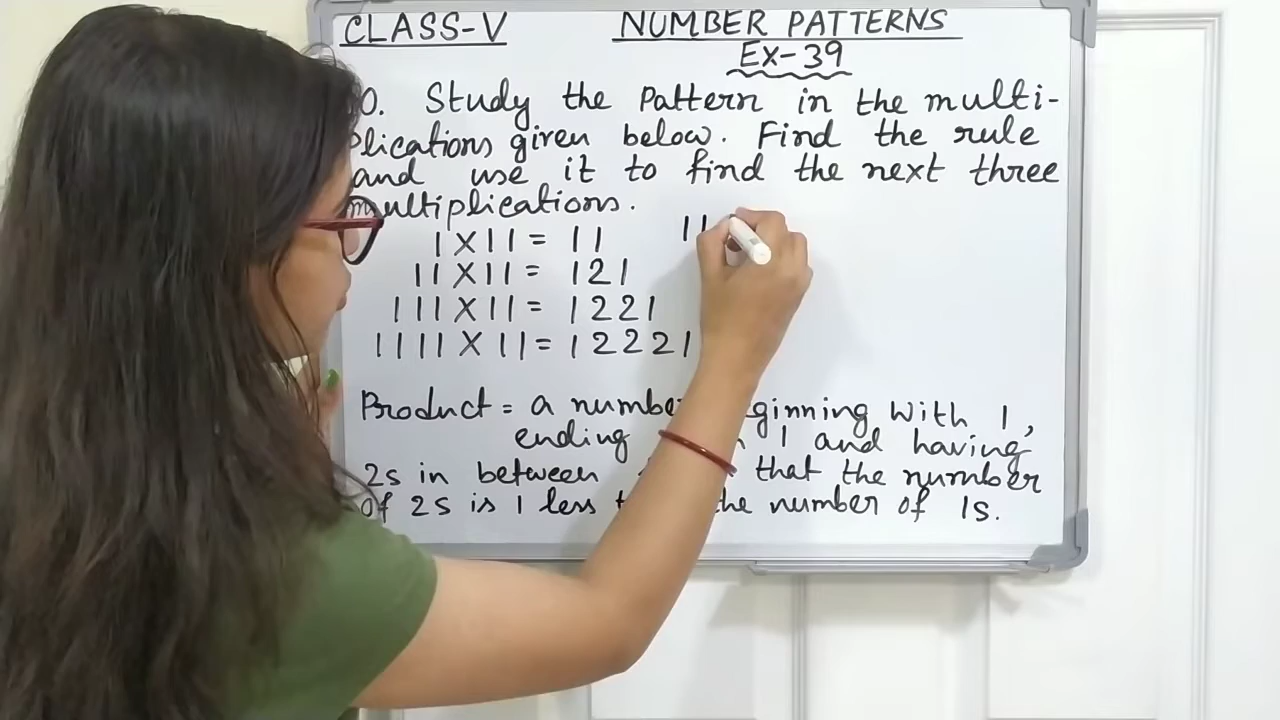 CLASS-V NUMBER PATTERNS
Ex-39
0. Study the Pattern in the multi-
plications given below. Find the rule
and use it to find the next three
multiplications.
1 X 11 = 11 11
11 X 11 = 121
111 X 11 = 1221
1111 X 11 = 12221
Product = a number with 1,
ending 1 and having
2s in between that the number
of 2s is 1 less the number of 1s.